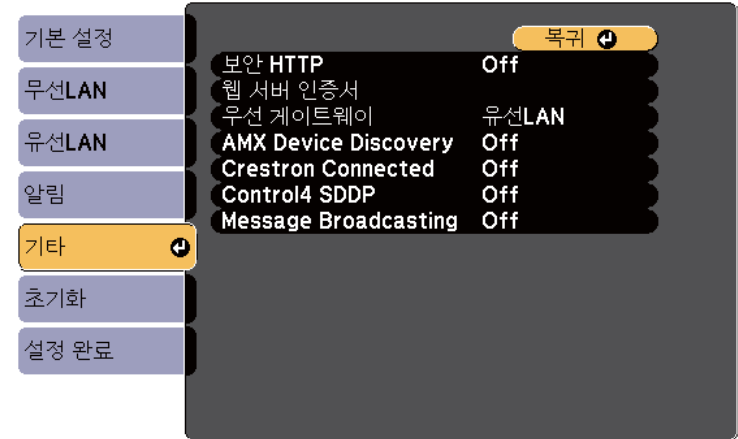 기본 설정
무선LAN
유선LAN
알림
기타
초기화
설정 완료
복귀
보안 HTTP Off
웹 서버 인증서
우선 게이트웨이 유선LAN
AMX Device Discovery Off
Crestron Connected Off
Control4 SDDP Off
Message Broadcasting Off